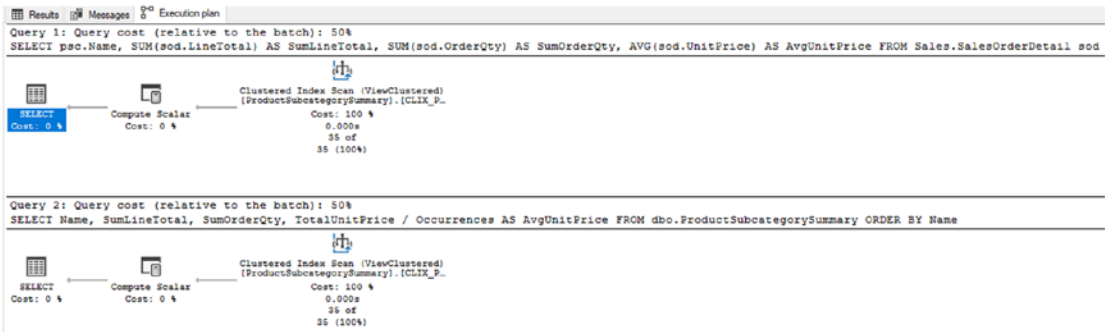 Results Messages Execution plan
Query 1: Query cost (relative to the batch): 50%
SELECT psc.Name, SUM(sod.LineTotal) AS SumLineTotal, SUM(sod.OrderQty) AS SumOrderQty, AVG(sod.UnitPrice) AS AvgUnitPrice FROM Sales.SalesOrderDetail sod
SELECT
Cost: 0 %
Compute Scalar
Cost: 0 %
Clustered Index Scan (ViewClustered)
[ProductSubcategorySummary].[CLIX_P…
Cost: 100 %
0.000s
35 of
35 (100%)
Query 2: Query cost (relative to the batch): 50%
SELECT Name, SumLineTotal, SumOrderQty, TotalUnitPrice / Occurrences AS AvgUnitPrice FROM dbo.ProductSubcategorySummary ORDER BY Name
SELECT
Cost: 0 %
Compute Scalar
Cost: 0 %
Clustered Index Scan (ViewClustered)
[ProductSubcategorySummary].[CLIX_P…
Cost: 100 %
0.000s
35 of
35 (100%)